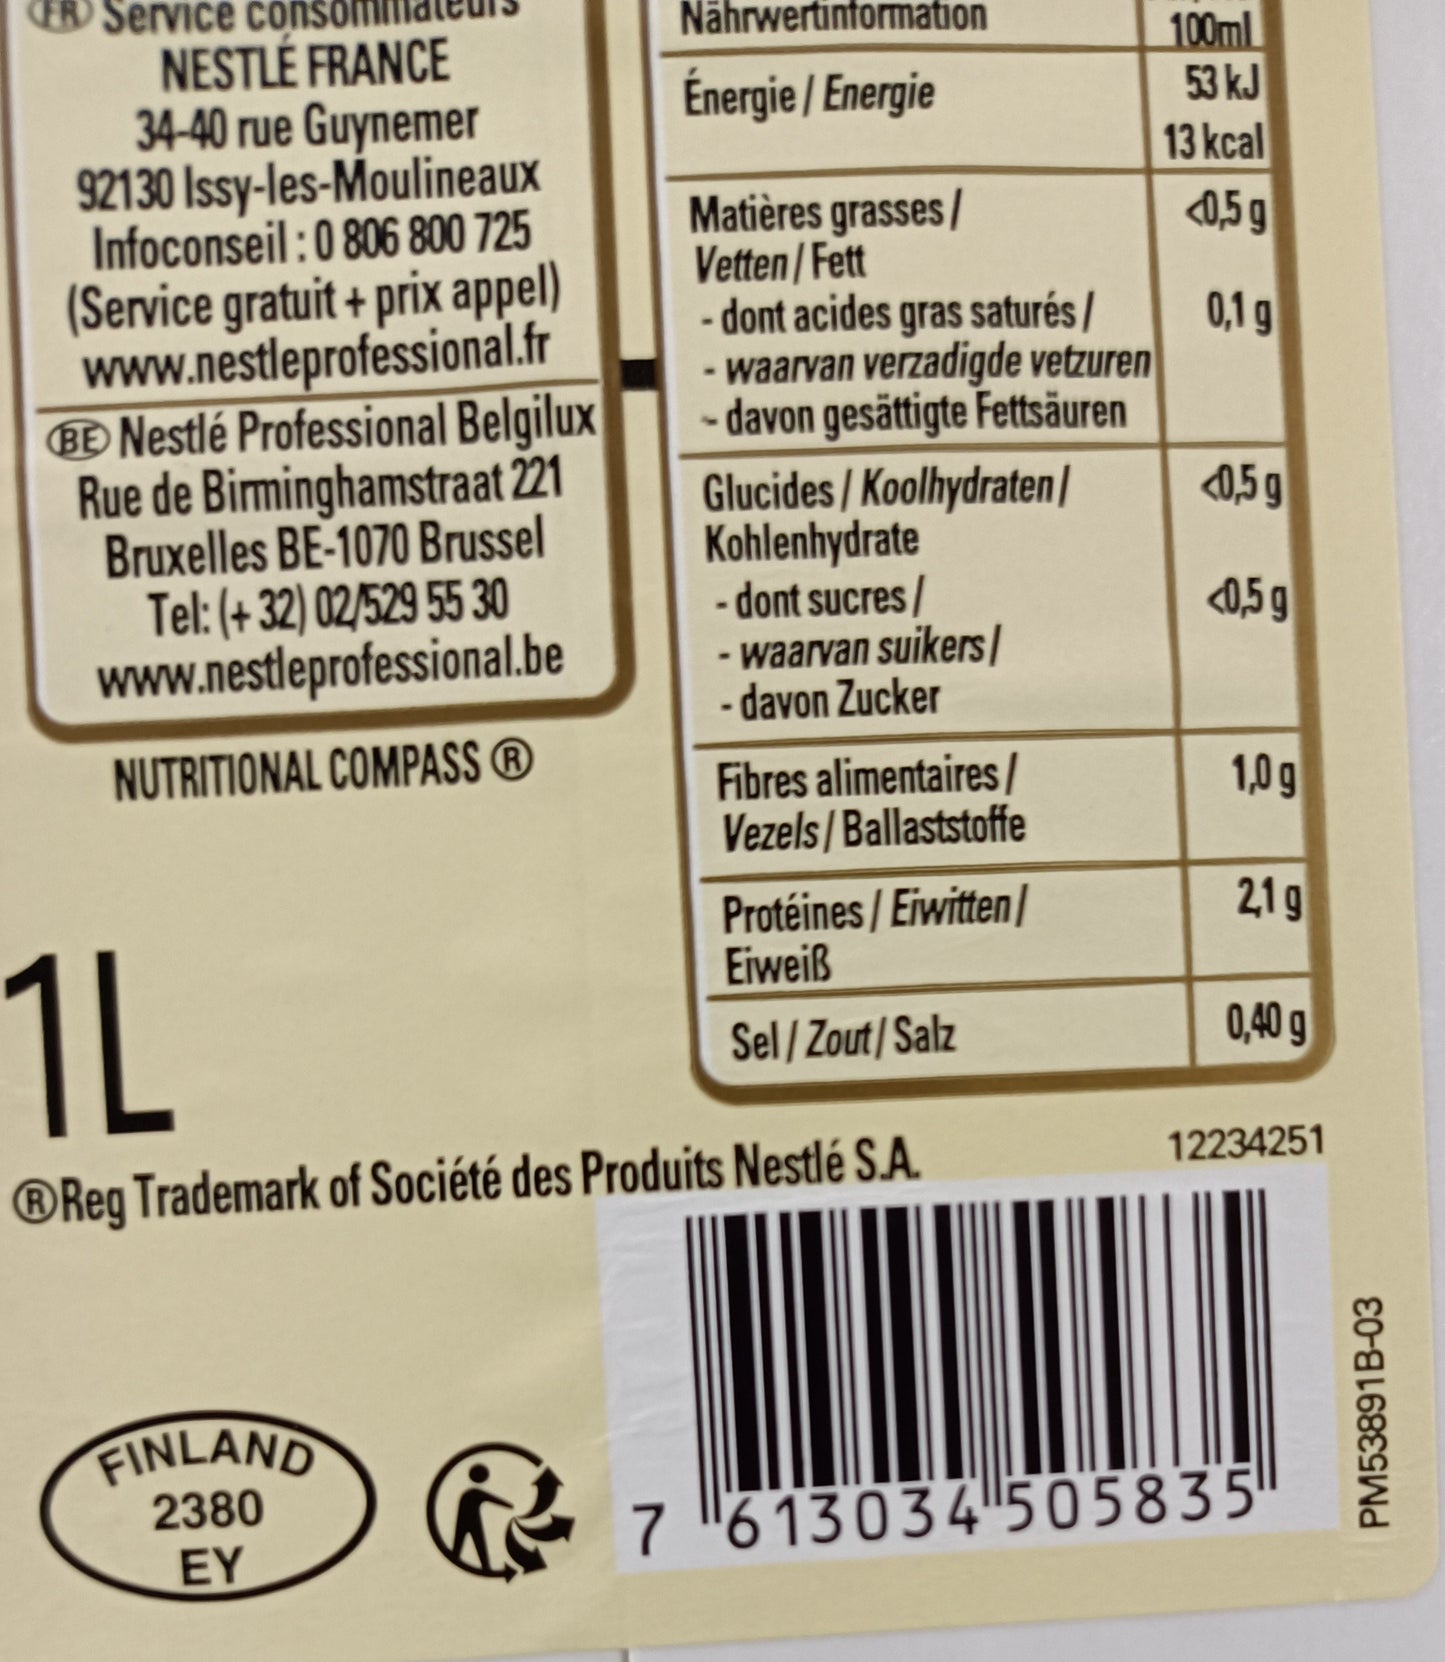 FR Service consommateurs
NESTLÉ FRANCE
34-40 rue Guynemer
92130 Issy-les-Moulineaux
Infoconseil : 0 806 800 725
(Service gratuit + prix appel)
www.nestleprofessional.fr
BE Nestlé Professional Belgilux
Rue de Birminghamstraat 221
Bruxelles BE-1070 Brussel
Tel: (+ 32) 02/529 55 30
www.nestleprofessional.be
NUTRITIONAL COMPASS ®
1L
Nährwertinformation
100ml
Énergie / Energie 53 kJ
13 kcal
Matières grasses / <0,5 g
Vetten / Fett
- dont acides gras saturés / 0,1 g
- waarvan verzadigde vetzuren
- davon gesättigte Fettsäuren
Glucides / Koolhydraten / <0,5 g
Kohlenhydrate
- dont sucres / <0,5 g
- waarvan suikers /
- davon Zucker
Fibres alimentaires / 1,0 g
Vezels / Ballaststoffe
Protéines / Eiwitten / 2,1 g
Eiweiß
Sel / Zout / Salz 0,40 g
®Reg Trademark of Société des Produits Nestlé S.A.
12234251
7 613034 505835
PM53891B-03
FINLAND
2380
EY